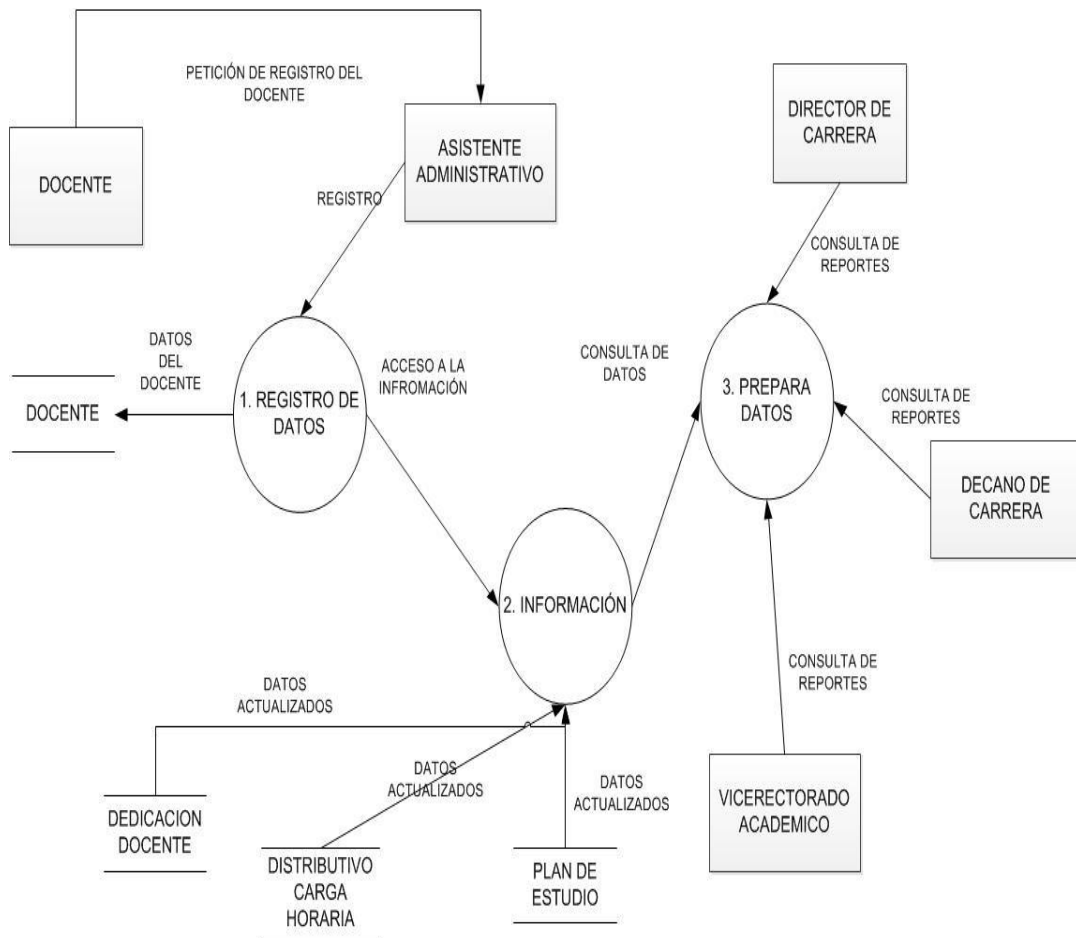 PETICIÓN DE REGISTRO DEL
DOCENTE
DOCENTE
ASISTENTE
ADMINISTRATIVO
DIRECTOR DE
CARRERA
REGISTRO
CONSULTA DE
REPORTES
DATOS
DEL
DOCENTE
DOCENTE
1. REGISTRO DE
DATOS
ACCESO A LA
INFROMACIÓN
CONSULTA DE
DATOS
3. PREPARA
DATOS
CONSULTA DE
REPORTES
DECANO DE
CARRERA
2. INFORMACIÓN
CONSULTA DE
REPORTES
DATOS
ACTUALIZADOS
DATOS
ACTUALIZADOS
DATOS
ACTUALIZADOS
DEDICACION
DOCENTE
DISTRIBUTIVO
CARGA
HORARIA
PLAN DE
ESTUDIO
VICERECTORADO
ACADEMICO